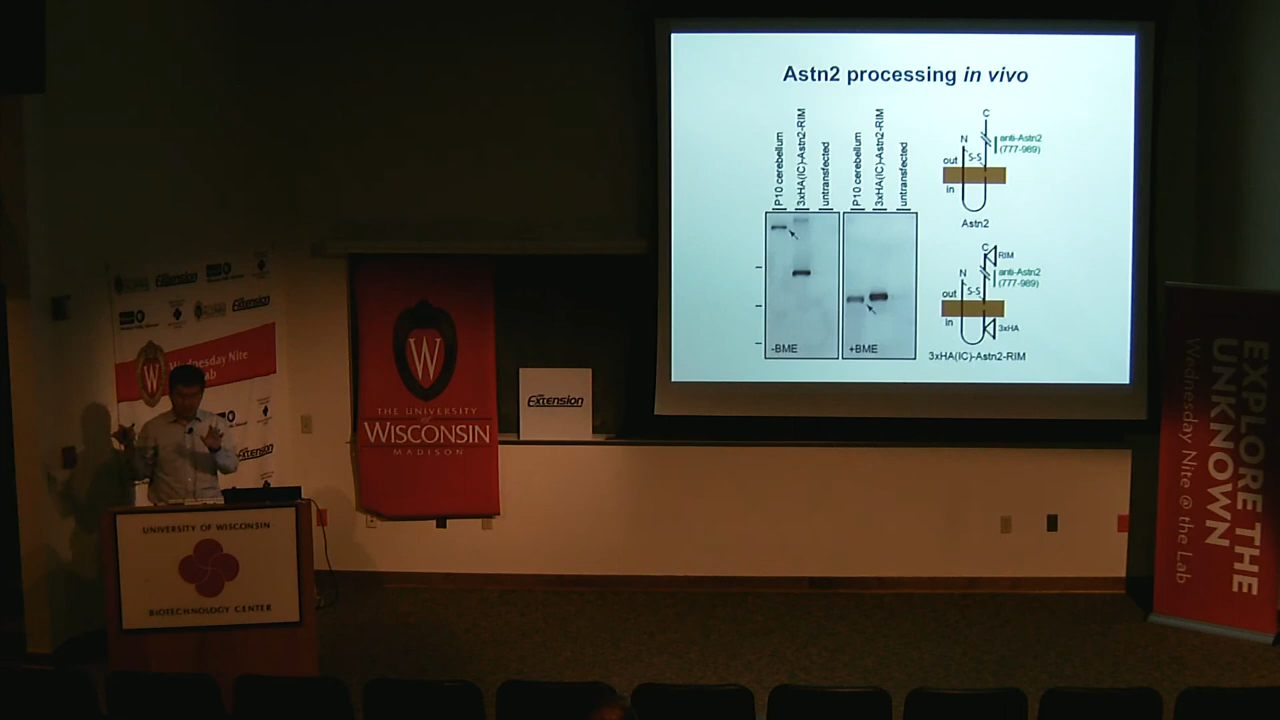 Astn2 processing in vivo
P10 cerebellum
3xHA(IC)-Astn2-RIM
untransfected
P10 cerebellum
3xHA(IC)-Astn2-RIM
untransfected
-BME
+BME
C
N
anti-Astn2
(777-989)
S-S
out
in
Astn2
C
RIM
N
anti-Astn2
(777-989)
S-S
out
in
3xHA
3xHA(IC)-Astn2-RIM
Extension
Extension
Wednesday Nite
Lab
W
Extension
W
THE UNIVERSITY
of
WISCONSIN
MADISON
Extension
UNIVERSITY OF WISCONSIN
BIOTECHNOLOGY CENTER
EXPLORE THE
UNKNOWN
Wednesday Nite @ the Lab